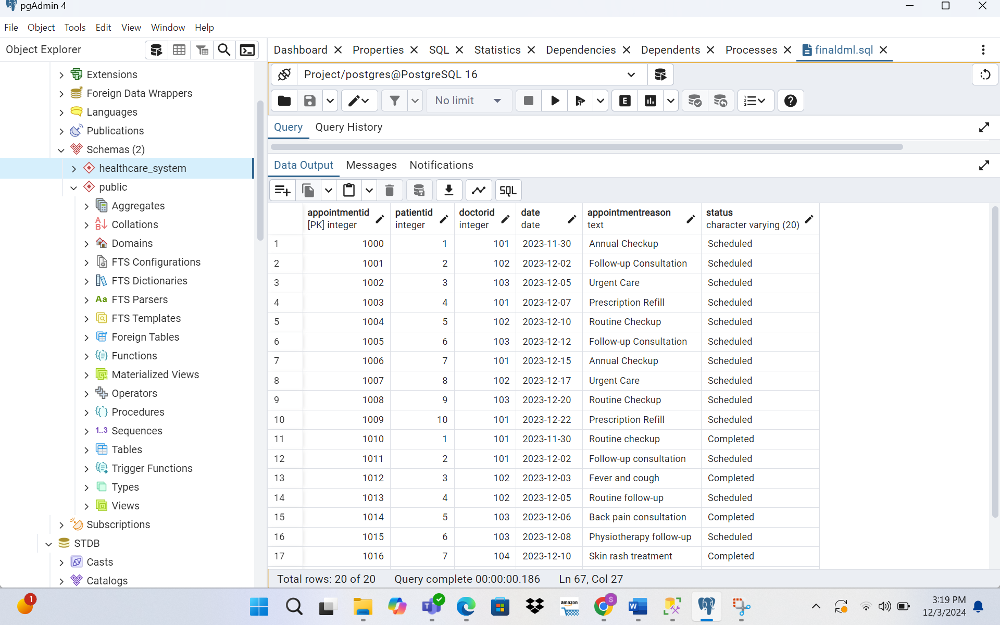 pgAdmin 4
File Object Tools Edit View Window Help
Object Explorer
Dashboard Properties SQL Statistics Dependencies Dependents Processes finaldml.sql
Extensions
Foreign Data Wrappers
Languages
Publications
Schemas (2)
healthcare_system
public
Aggregates
Collations
Domains
FTS Configurations
FTS Dictionaries
Aa FTS Parsers
FTS Templates
Foreign Tables
Functions
Materialized Views
Operators
Procedures
1..3 Sequences
Tables
Trigger Functions
Types
Views
Subscriptions
STDB
Casts
Catalogs
Project/postgres@PostgreSQL 16
No limit
E
Query Query History
Data Output Messages Notifications
SQL
appointmentid patientid doctorid date appointmentreason status
[PK] integer integer integer date text character varying (20)
1 1000 1 101 2023-11-30 Annual Checkup Scheduled
2 1001 2 102 2023-12-02 Follow-up Consultation Scheduled
3 1002 3 103 2023-12-05 Urgent Care Scheduled
4 1003 4 101 2023-12-07 Prescription Refill Scheduled
5 1004 5 102 2023-12-10 Routine Checkup Scheduled
6 1005 6 103 2023-12-12 Follow-up Consultation Scheduled
7 1006 7 101 2023-12-15 Annual Checkup Scheduled
8 1007 8 102 2023-12-17 Urgent Care Scheduled
9 1008 9 103 2023-12-20 Routine Checkup Scheduled
10 1009 10 101 2023-12-22 Prescription Refill Scheduled
11 1010 1 101 2023-11-30 Routine checkup Completed
12 1011 2 101 2023-12-02 Follow-up consultation Scheduled
13 1012 3 102 2023-12-03 Fever and cough Completed
14 1013 4 102 2023-12-05 Routine follow-up Scheduled
15 1014 5 103 2023-12-06 Back pain consultation Completed
16 1015 6 103 2023-12-08 Physiotherapy follow-up Scheduled
17 1016 7 104 2023-12-10 Skin rash treatment Completed
Total rows: 20 of 20 Query complete 00:00:00.186 Ln 67, Col 27
1
amazon
S
3:19 PM
12/3/2024